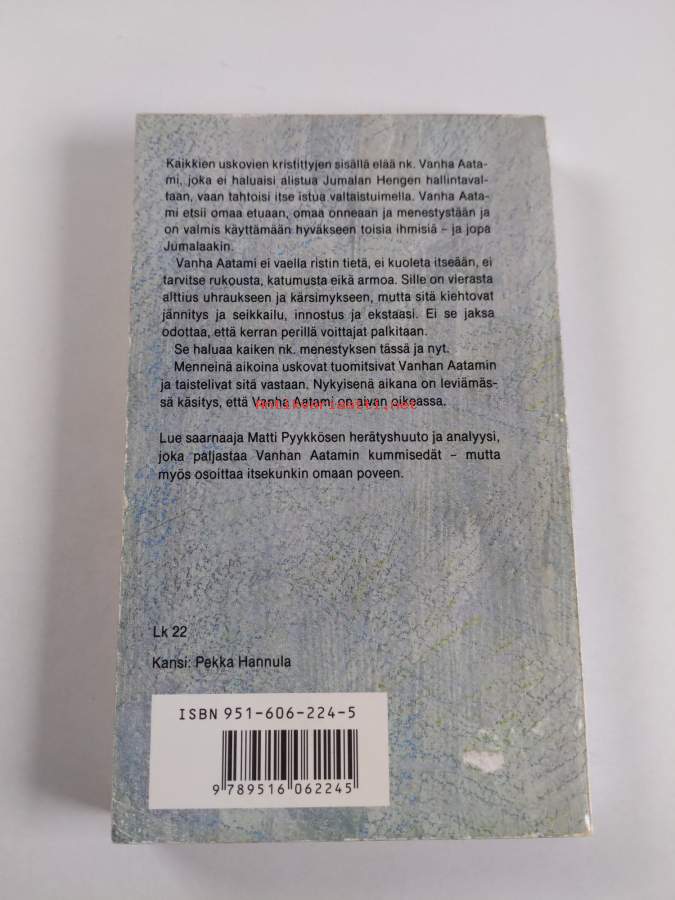 Kaikkien uskovien kristittyjen sisällä elää nk. Vanha Aata-
mi, joka ei haluaisi alistua Jumalan Hengen hallintaval-
taan, vaan tahtoisi itse istua valtaistuimella. Vanha Aata-
mi etsii omaa etuaan, omaa onneaan ja menestystään ja
on valmis käyttämään hyväkseen toisia ihmisiä – ja jopa
Jumalaakin.
Vanha Aatami ei vaella ristin tietä, ei kuoleta itseään, ei
tarvitse rukousta, katumusta eikä armoa. Sille on vierasta
alttius uhraukseen ja kärsimykseen, mutta sitä kiehtovat
jännitys ja seikkailu, innostus ja ekstaasi. Ei se jaksa
odottaa, että kerran perillä voittajat palkitaan.
Se haluaa kaiken nk. menestyksen tässä ja nyt.
Menneinä aikoina uskovat tuomitsivat Vanhan Aatamin
ja taistelivat sitä vastaan. Nykyisenä aikana on leviämäs-
sä käsitys, että Vanha Aatami on aivan oikeassa.
Antikvariaatti.net
Lue saarnaaja Matti Pyykkösen herätyshuuto ja analyysi,
joka paljastaa Vanhan Aatamin kummisedät – mutta
myös osoittaa itsekunkin omaan poveen.
Lk 22
Kansi: Pekka Hannula
ISBN 951-606-224-5
9 789516 062245